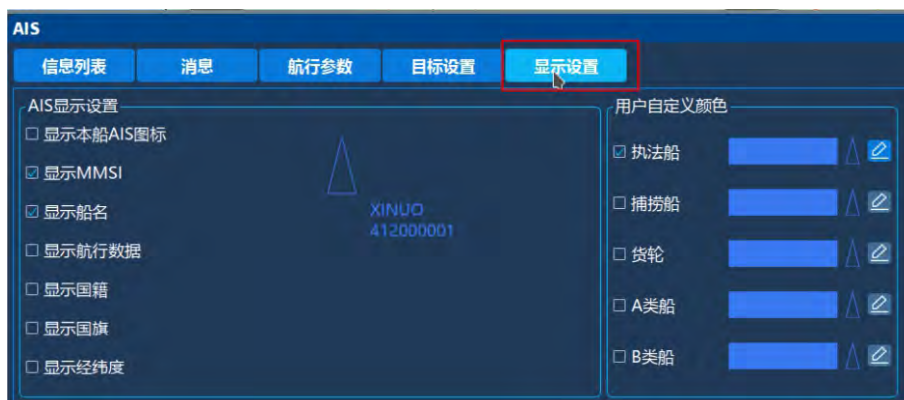 AIS
信息列表 消息 航行参数 目标设置 显示设置
AIS显示设置
显示本船AIS图标
显示MMSI
显示船名
显示航行数据
显示国籍
显示国旗
显示经纬度
XINUO
412000001
用户自定义颜色
执法船
捕捞船
货轮
A类船
B类船